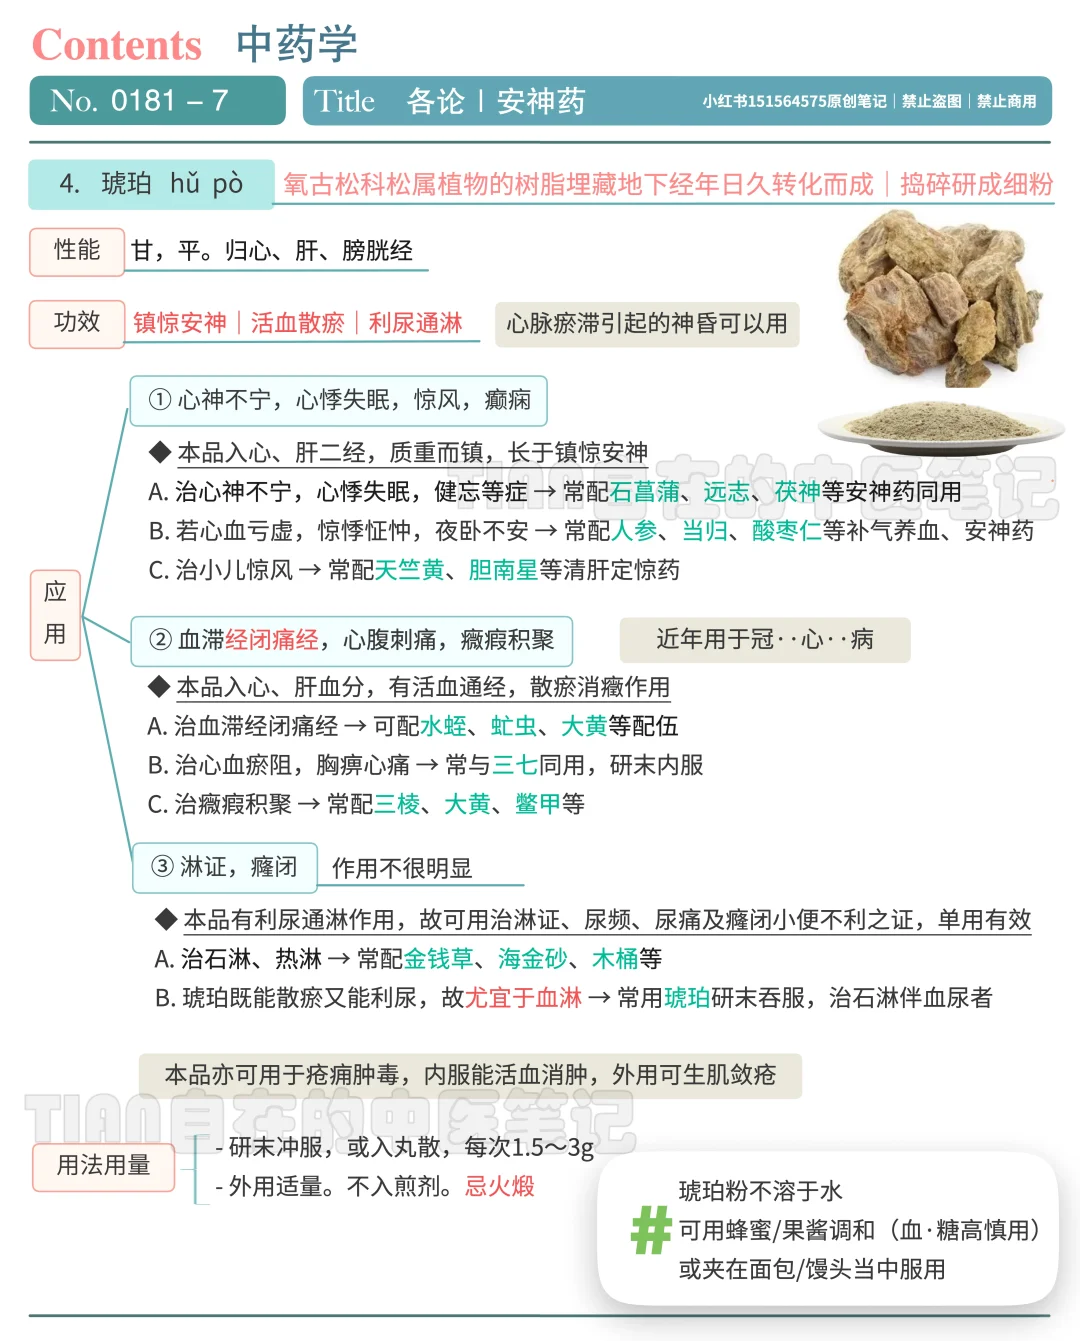 Contents 中药学
No. 0181 – 7
Title 各论丨安神药
小红书151564575原创笔记｜禁止盗图｜禁止商用
4. 琥珀 hǔ pò
氧古松科松属植物的树脂埋藏地下经年日久转化而成｜捣碎研成细粉
性能 甘，平。归心、肝、膀胱经
功效 镇惊安神｜活血散瘀｜利尿通淋
心脉瘀滞引起的神昏可以用
① 心神不宁，心悸失眠，惊风，癫痫
◆ 本品入心、肝二经，质重而镇，长于镇惊安神
TIAN自在的中医笔记
A. 治心神不宁，心悸失眠，健忘等症 → 常配石菖蒲、远志、茯神等安神药同用
B. 若心血亏虚，惊悸怔忡，夜卧不安 → 常配人参、当归、酸枣仁等补气养血、安神药
C. 治小儿惊风 → 常配天竺黄、胆南星等清肝定惊药
应用
② 血滞经闭痛经，心腹刺痛，癥瘕积聚
近年用于冠··心··病
◆ 本品入心、肝血分，有活血通经，散瘀消癥作用
A. 治血滞经闭痛经 → 可配水蛭、虻虫、大黄等配伍
B. 治心血瘀阻，胸痹心痛 → 常与三七同用，研末内服
C. 治癥瘕积聚 → 常配三棱、大黄、鳖甲等
③ 淋证，癃闭
作用不很明显
◆ 本品有利尿通淋作用，故可用治淋证、尿频、尿痛及癃闭小便不利之证，单用有效
A. 治石淋、热淋 → 常配金钱草、海金砂、木桶等
B. 琥珀既能散瘀又能利尿，故尤宜于血淋 → 常用琥珀研末吞服，治石淋伴血尿者
本品亦可用于疮痈肿毒，内服能活血消肿，外用可生肌敛疮
TIAN自在的中医笔记
用法用量
- 研末冲服，或入丸散，每次1.5～3g
- 外用适量。不入煎剂。忌火煅
#
琥珀粉不溶于水
可用蜂蜜/果酱调和（血·糖高慎用）
或夹在面包/馒头当中服用